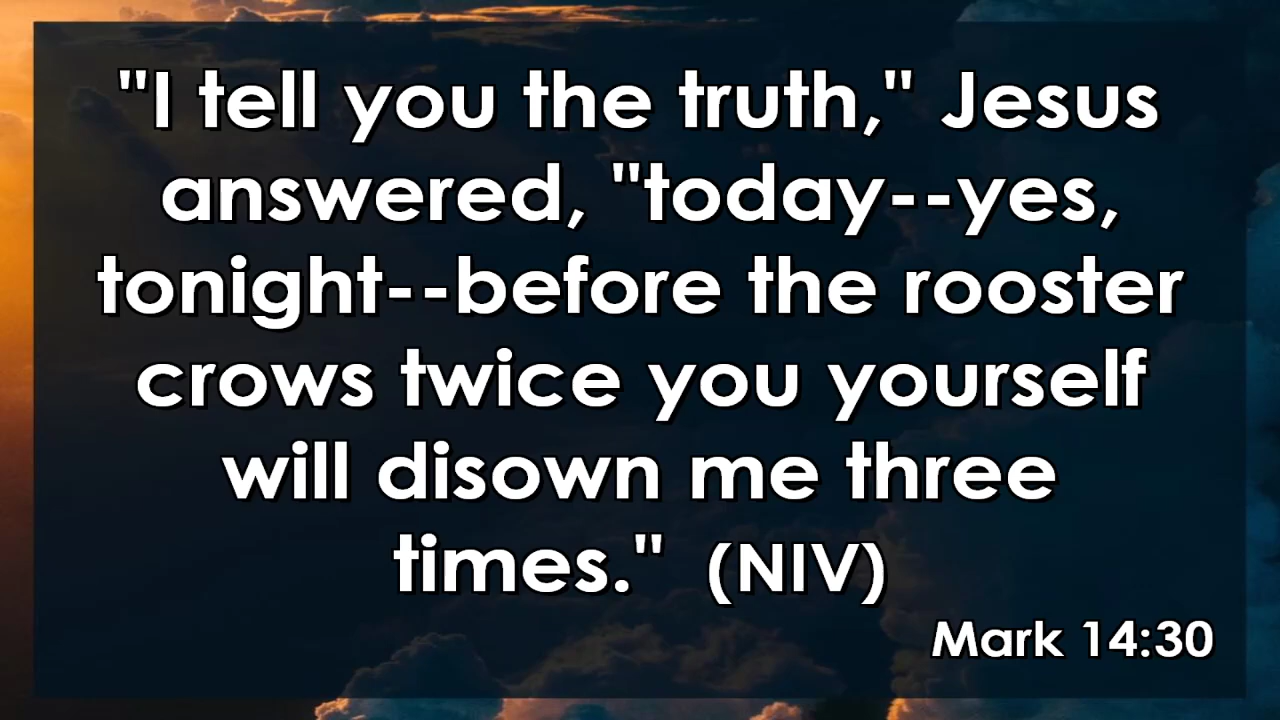 "I tell you the truth," Jesus
answered, "today--yes,
tonight--before the rooster
crows twice you yourself
will disown me three
times." (NIV)
Mark 14:30